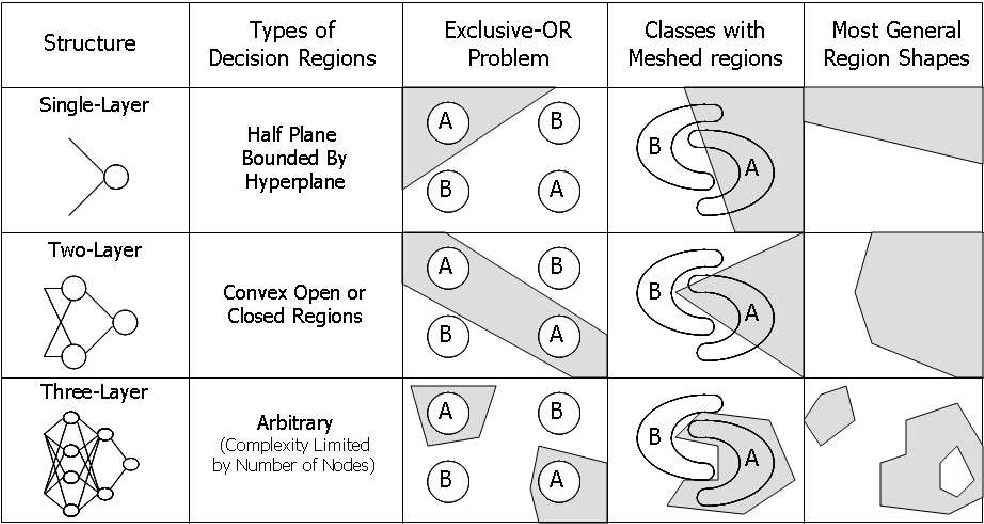 Structure
Types of
Decision Regions
Exclusive-OR
Problem
Classes with
Meshed regions
Most General
Region Shapes
Single-Layer
Half Plane
Bounded By
Hyperplane
A
B
B
A
B
A
Two-Layer
Convex Open or
Closed Regions
A
B
B
A
B
A
Three-Layer
Arbitrary
(Complexity Limited
by Number of Nodes)
A
B
B
A
B
A